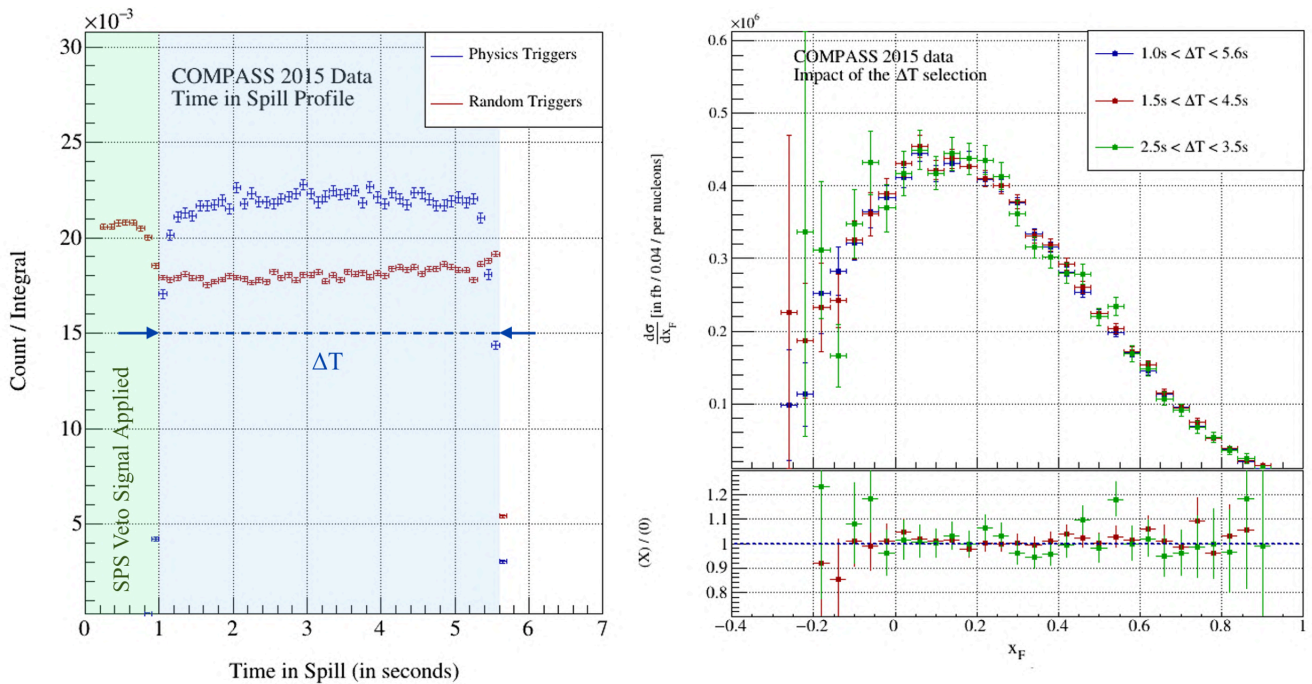 ×10⁻³
30
25
20
15
10
5
0
1
2
3
4
5
6
7
Count / Integral
Time in Spill (in seconds)
COMPASS 2015 Data
Time in Spill Profile
Physics Triggers
Random Triggers
SPS Veto Signal Applied
ΔT
×10⁶
0.6
0.5
0.4
0.3
0.2
0.1
dσ/dx_F [in fb / 0.04 / per nucleons]
COMPASS 2015 data
Impact of the ΔT selection
1.0s < ΔT < 5.6s
1.5s < ΔT < 4.5s
2.5s < ΔT < 3.5s
1.2
1.1
1
0.9
0.8
(X) / (0)
−0.4
−0.2
0
0.2
0.4
0.6
0.8
1
x_F